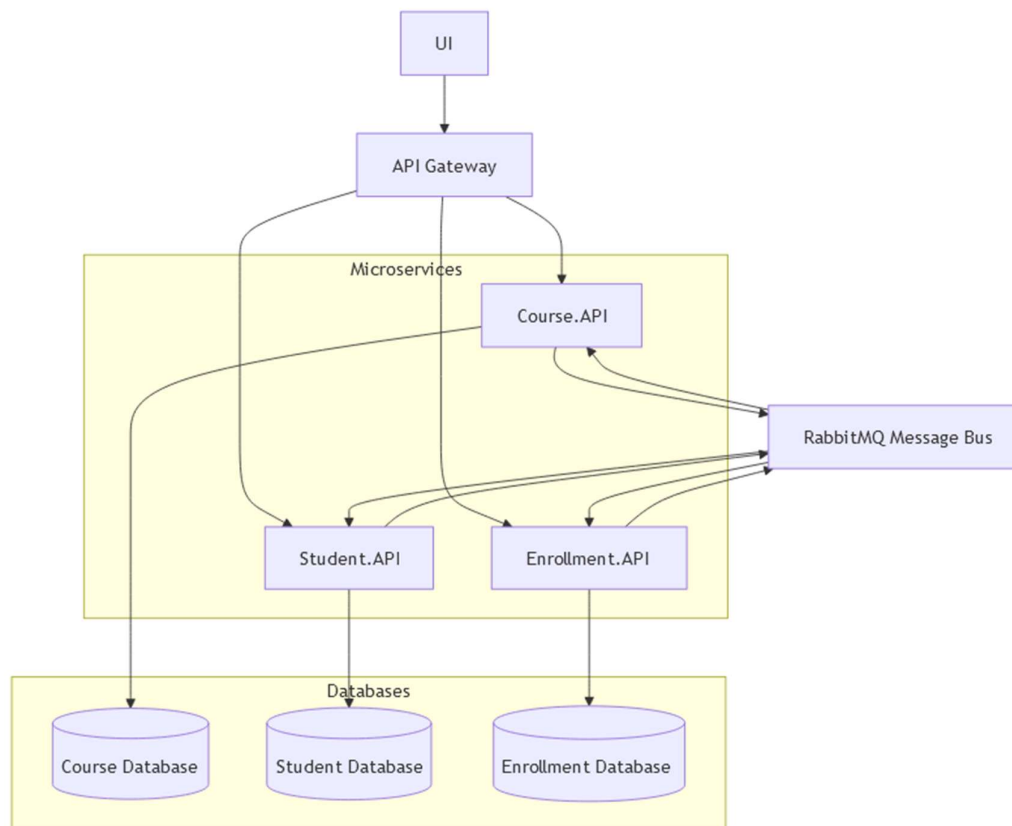 UI
API Gateway
Microservices
Course.API
RabbitMQ Message Bus
Student.API
Enrollment.API
Databases
Course Database
Student Database
Enrollment Database